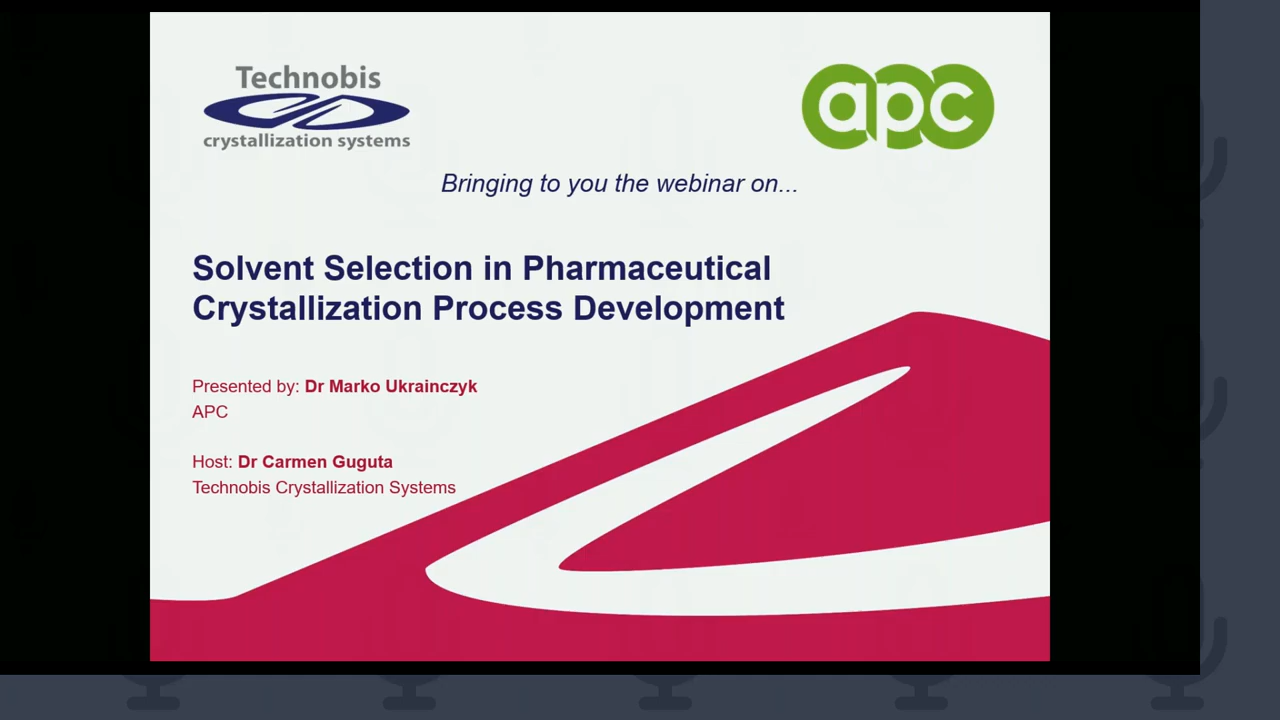 Technobis
crystallization systems
apc
Bringing to you the webinar on...
Solvent Selection in Pharmaceutical
Crystallization Process Development
Presented by: Dr Marko Ukrainczyk
APC
Host: Dr Carmen Guguta
Technobis Crystallization Systems